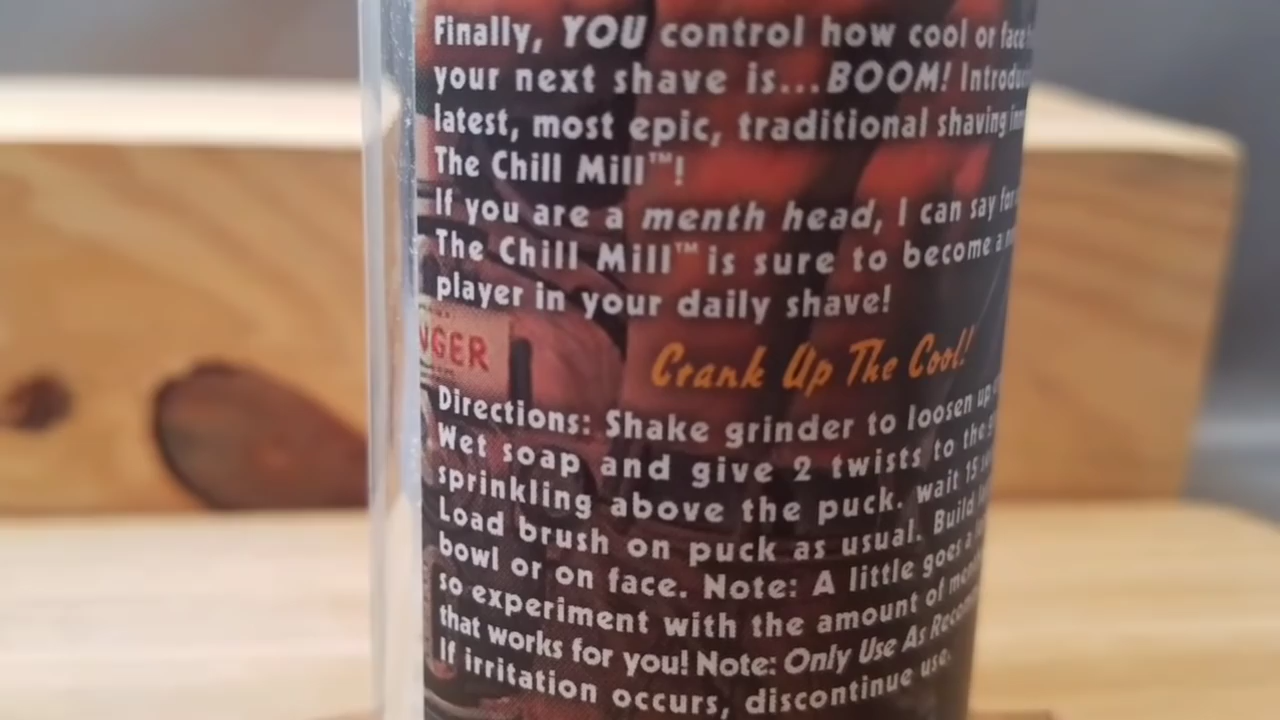 Finally, YOU control how cool or face
your next shave is...BOOM!
latest, most epic, traditional shaving
The Chill Mill™!
If you are a menth head, I can say for
The Chill Mill™ is sure to become a
player in your daily shave!
NGER
Crank Up The Cool!
Directions: Shake grinder to loosen up
Wet soap and give 2 twists to the
sprinkling above the puck. wait 15
Load brush on puck as usual. Build
bowl or on face. Note: A little goes a
so experiment with the amount of
that works for you! Note: Only Use As
If irritation occurs, discontinue use.